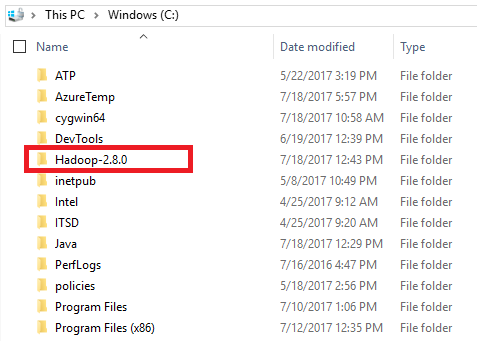 This PC > Windows (C:)
Name Date modified Type
ATP 5/22/2017 3:19 PM File folder
AzureTemp 7/18/2017 5:57 PM File folder
cygwin64 7/18/2017 10:58 AM File folder
DevTools 6/19/2017 12:39 PM File folder
Hadoop-2.8.0 7/18/2017 12:43 PM File folder
inetpub 5/8/2017 10:49 PM File folder
Intel 4/25/2017 9:12 AM File folder
ITSD 4/25/2017 9:20 AM File folder
Java 7/18/2017 12:29 PM File folder
PerfLogs 7/16/2016 4:47 PM File folder
policies 5/18/2017 2:56 PM File folder
Program Files 7/10/2017 1:06 PM File folder
Program Files (x86) 7/12/2017 12:35 PM File folder